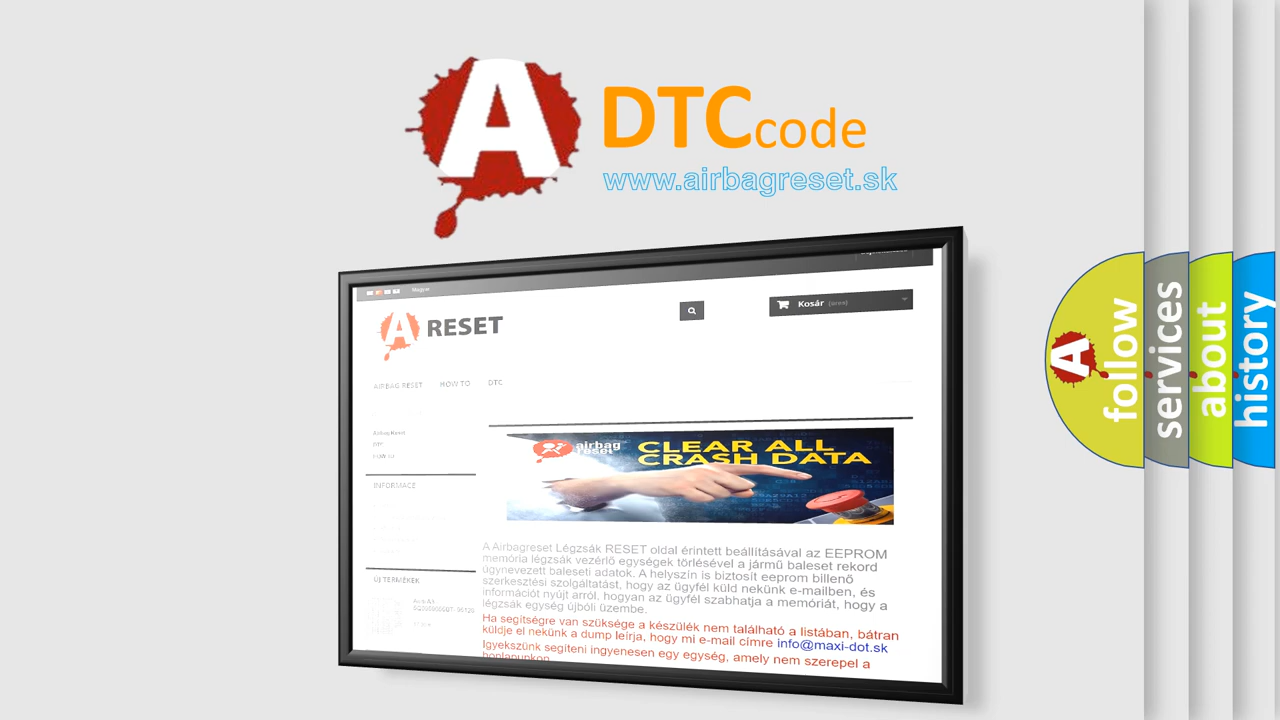 A
DTC code
www.airbagreset.sk
Magyar
A RESET
Kosár (üres)
AIRBAG RESET HOW TO DTC
Airbag Reset
DTC
INFORMACE
airbag
reset
CLEAR ALL
CRASH DATA
A Airbagreset Légzsák RESET oldal érintett beállításával az EEPROM
memória légzsák vezérlő egységek törlésével a jármű baleset rekord
úgynevezett baleseti adatok. A helyszín is biztosít eeprom billenő
szerkesztési szolgáltatást, hogy az ügyfél küld nekünk e-mailben, és
információt nyújt arról, hogyan az ügyfél szabhatja a memóriát, hogy a
légzsák egység újbóli üzembe.
Ha segítségre van szüksége a készülék nem található a listában, bátran
küldje el nekünk a dump leírja, hogy mi e-mail címre info@maxi-dot.sk
Igyekszünk segíteni ingyenesen egy egység, amely nem szerepel a
honlapunkon
ÚJ TERMÉKEK
A
follow
services
about
history